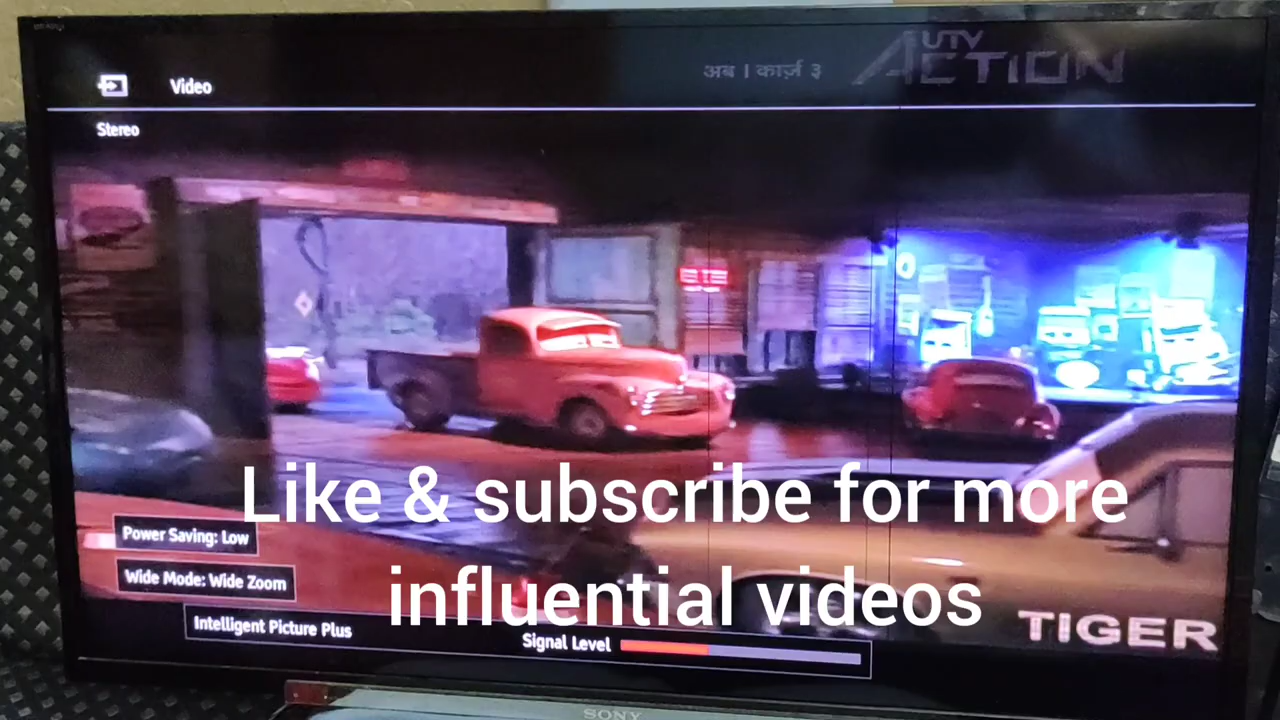 UTV
ACTION
अब । कार्ज़ ३
Video
Stereo
Like & subscribe for more
influential videos
Power Saving: Low
Wide Mode: Wide Zoom
Intelligent Picture Plus
Signal Level
TIGER
SONY